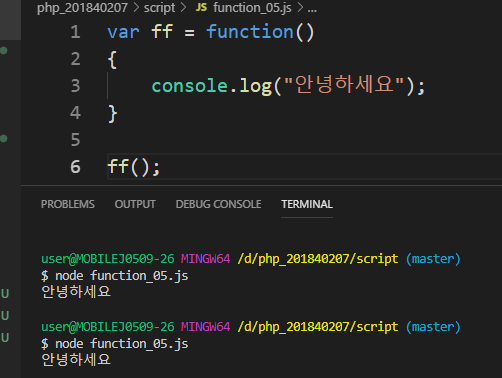 php_201840207 > script > JS function_05.js > ...
1 var ff = function()
2 {
3 console.log("안녕하세요");
4 }
5
6 ff();
PROBLEMS OUTPUT DEBUG CONSOLE TERMINAL
user@MOBILEJ0509-26 MINGW64 /d/php_201840207/script (master)
U $ node function_05.js
안녕하세요
U
user@MOBILEJ0509-26 MINGW64 /d/php_201840207/script (master)
U $ node function_05.js
안녕하세요